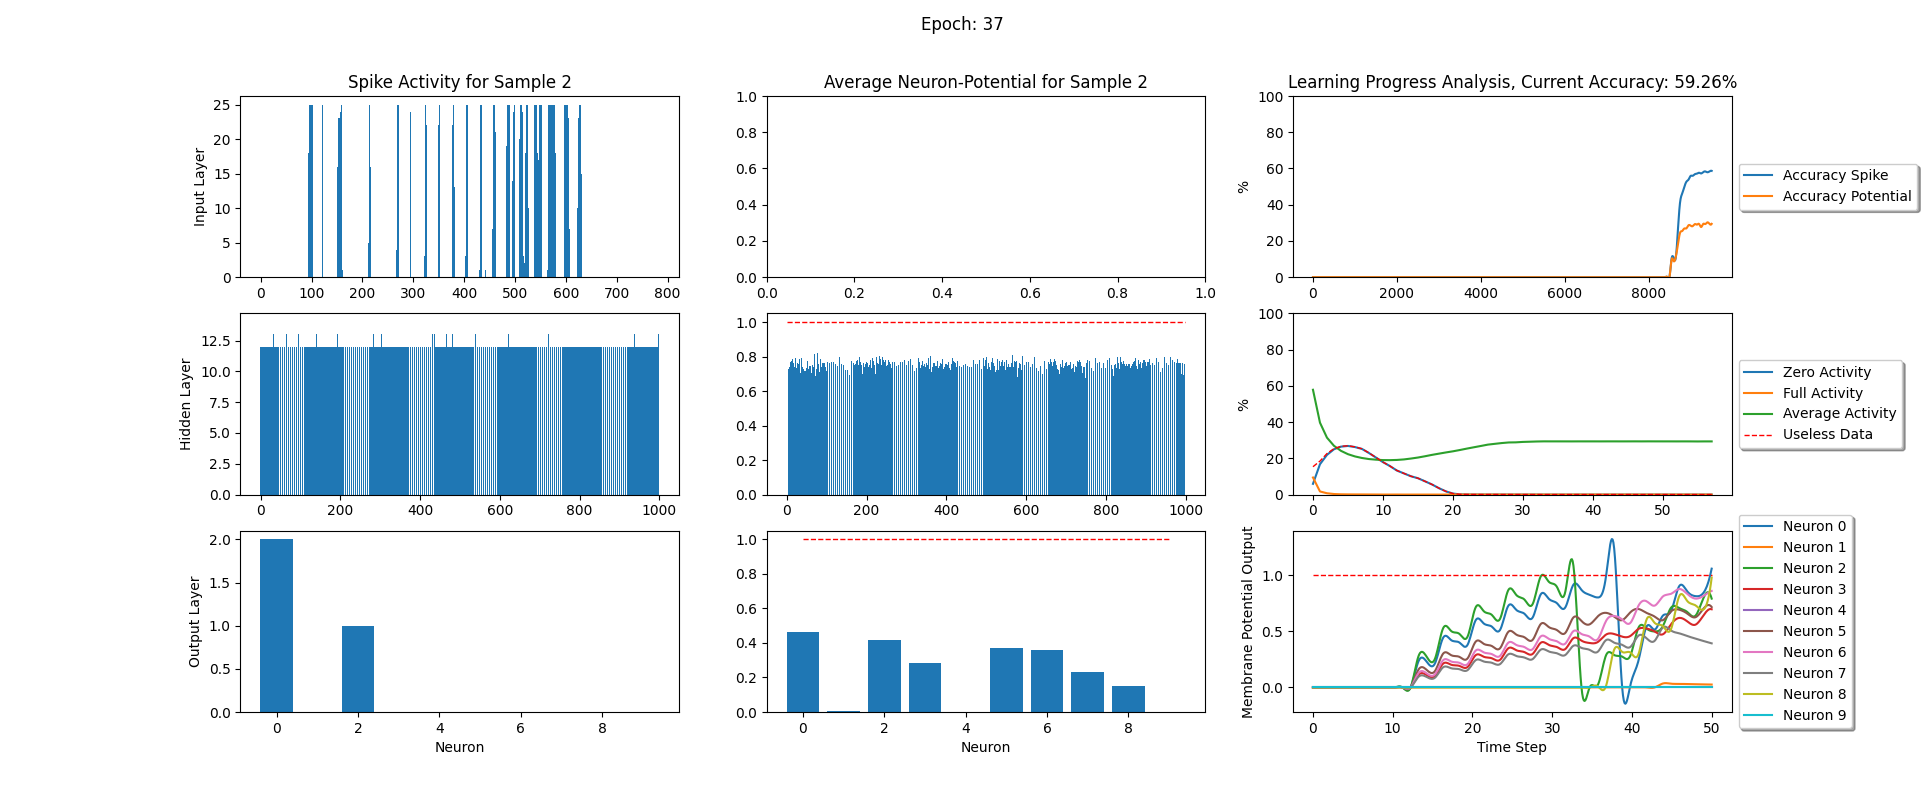 Epoch: 37
Spike Activity for Sample 2
Input Layer
25
20
15
10
5
0
0 100 200 300 400 500 600 700 800
Average Neuron-Potential for Sample 2
1.0
0.8
0.6
0.4
0.2
0.0
0.0 0.2 0.4 0.6 0.8 1.0
Learning Progress Analysis, Current Accuracy: 59.26%
%
100
80
60
40
20
0
0 2000 4000 6000 8000
Accuracy Spike
Accuracy Potential
Hidden Layer
12.5
10.0
7.5
5.0
2.5
0.0
0 200 400 600 800 1000
1.0
0.8
0.6
0.4
0.2
0.0
0 200 400 600 800 1000
%
100
80
60
40
20
0
0 10 20 30 40 50
Zero Activity
Full Activity
Average Activity
Useless Data
Output Layer
2.0
1.5
1.0
0.5
0.0
0 2 4 6 8
Neuron
1.0
0.8
0.6
0.4
0.2
0.0
0 2 4 6 8
Neuron
Membrane Potential Output
1.0
0.5
0.0
0 10 20 30 40 50
Time Step
Neuron 0
Neuron 1
Neuron 2
Neuron 3
Neuron 4
Neuron 5
Neuron 6
Neuron 7
Neuron 8
Neuron 9